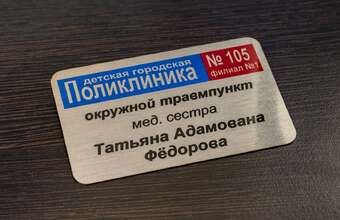 детская городская
Поликлиника
№ 105
филиал №1
окружной травмпункт
мед. сестра
Татьяна Адамована
Фёдорова